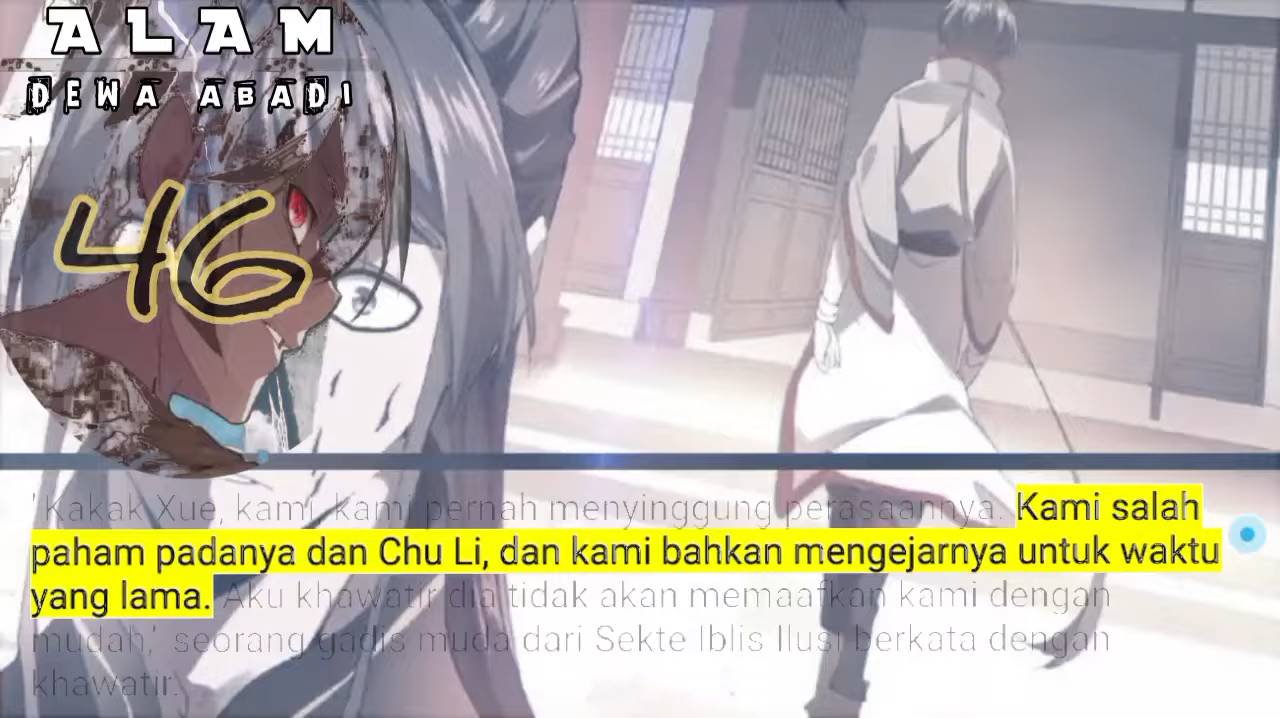 ALAM
DEWA ABADI
46
'Kakak Xue, kami, kami pernah menyinggung perasaannya. Kami salah
paham padanya dan Chu Li, dan kami bahkan mengejarnya untuk waktu
yang lama. Aku khawatir dia tidak akan memaafkan kami dengan
mudah,' seorang gadis muda dari Sekte Iblis Ilusi berkata dengan
khawatir.